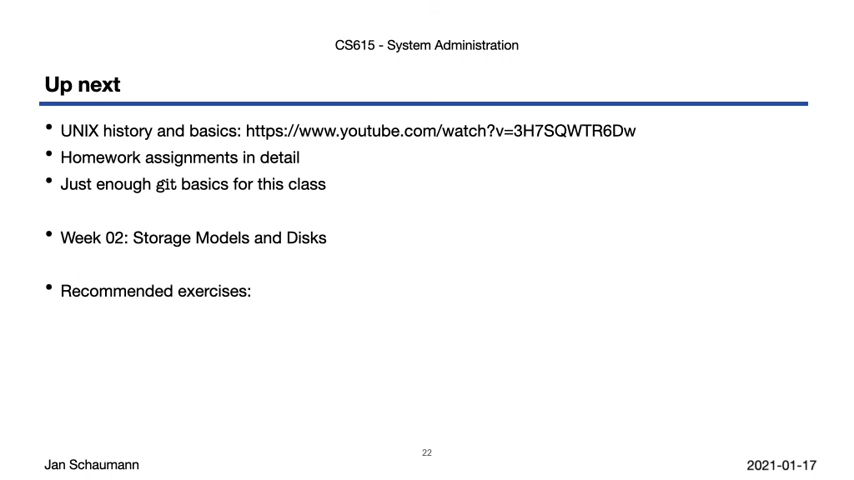 CS615 - System Administration
Up next
• UNIX history and basics: https://www.youtube.com/watch?v=3H7SQWTR6Dw
• Homework assignments in detail
• Just enough git basics for this class
• Week 02: Storage Models and Disks
• Recommended exercises:
22
Jan Schaumann
2021-01-17